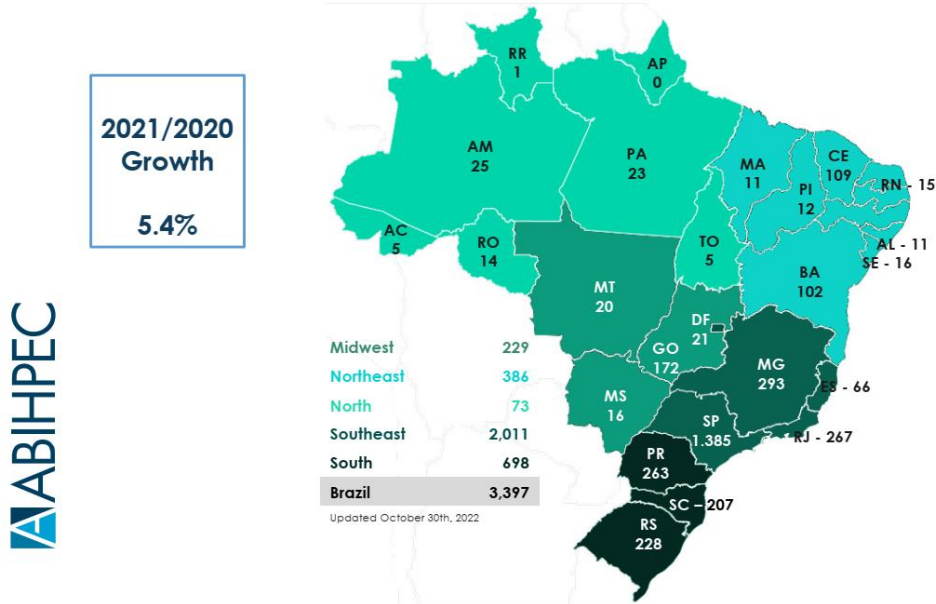 2021/2020
Growth
5.4%
ABIHPEC
RR
1
AP
0
AM
25
PA
23
MA
11
CE
109
PI
12
RN - 15
AC
5
RO
14
TO
5
AL - 11
SE - 16
BA
102
MT
20
DF
21
GO
172
MG
293
ES - 66
MS
16
SP
1.385
RJ - 267
PR
263
SC – 207
RS
228
Midwest 229
Northeast 386
North 73
Southeast 2,011
South 698
Brazil 3,397
Updated October 30th, 2022